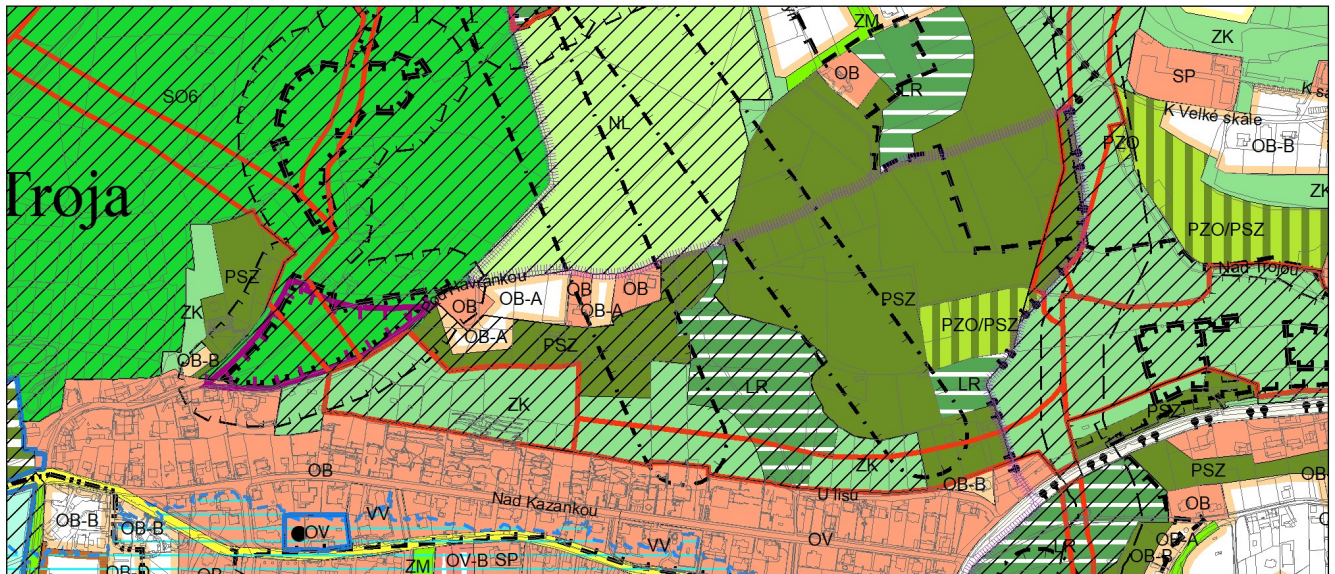 ZM
ZK
SP
OB
LR
SO6
NL
K Velké skále
OB-B
PZO
ZK
Troja
PZO/PSZ
PSZ
Nad Trojou
OB
OB-A
OB
OB
OB-A
PSZ
ZK
PZO/PSZ
OB-A
PSZ
OB-B
LR
LR
ZK
PSZ
OB
ZK
PSZ
U lisu
OB-B
Nad Kazankou
OB
OB-B
OB-B
VV
OV
VV
OV
LR
OB-A
OB-B
ZM
OV-B SP